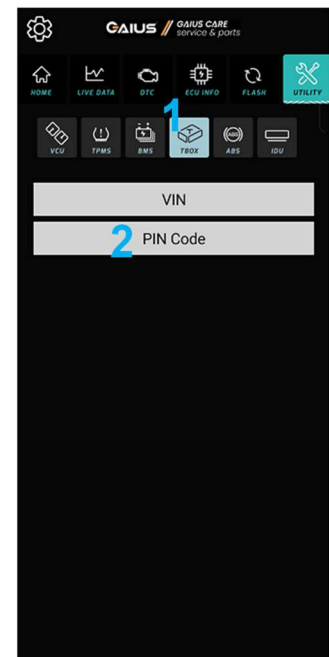 GAIUS // GAIUS CARE
service & parts
HOME LIVE DATA DTC ECU INFO FLASH UTILITY
1
VCU TPMS BMS TBOX ABS IDU
VIN
2 PIN Code